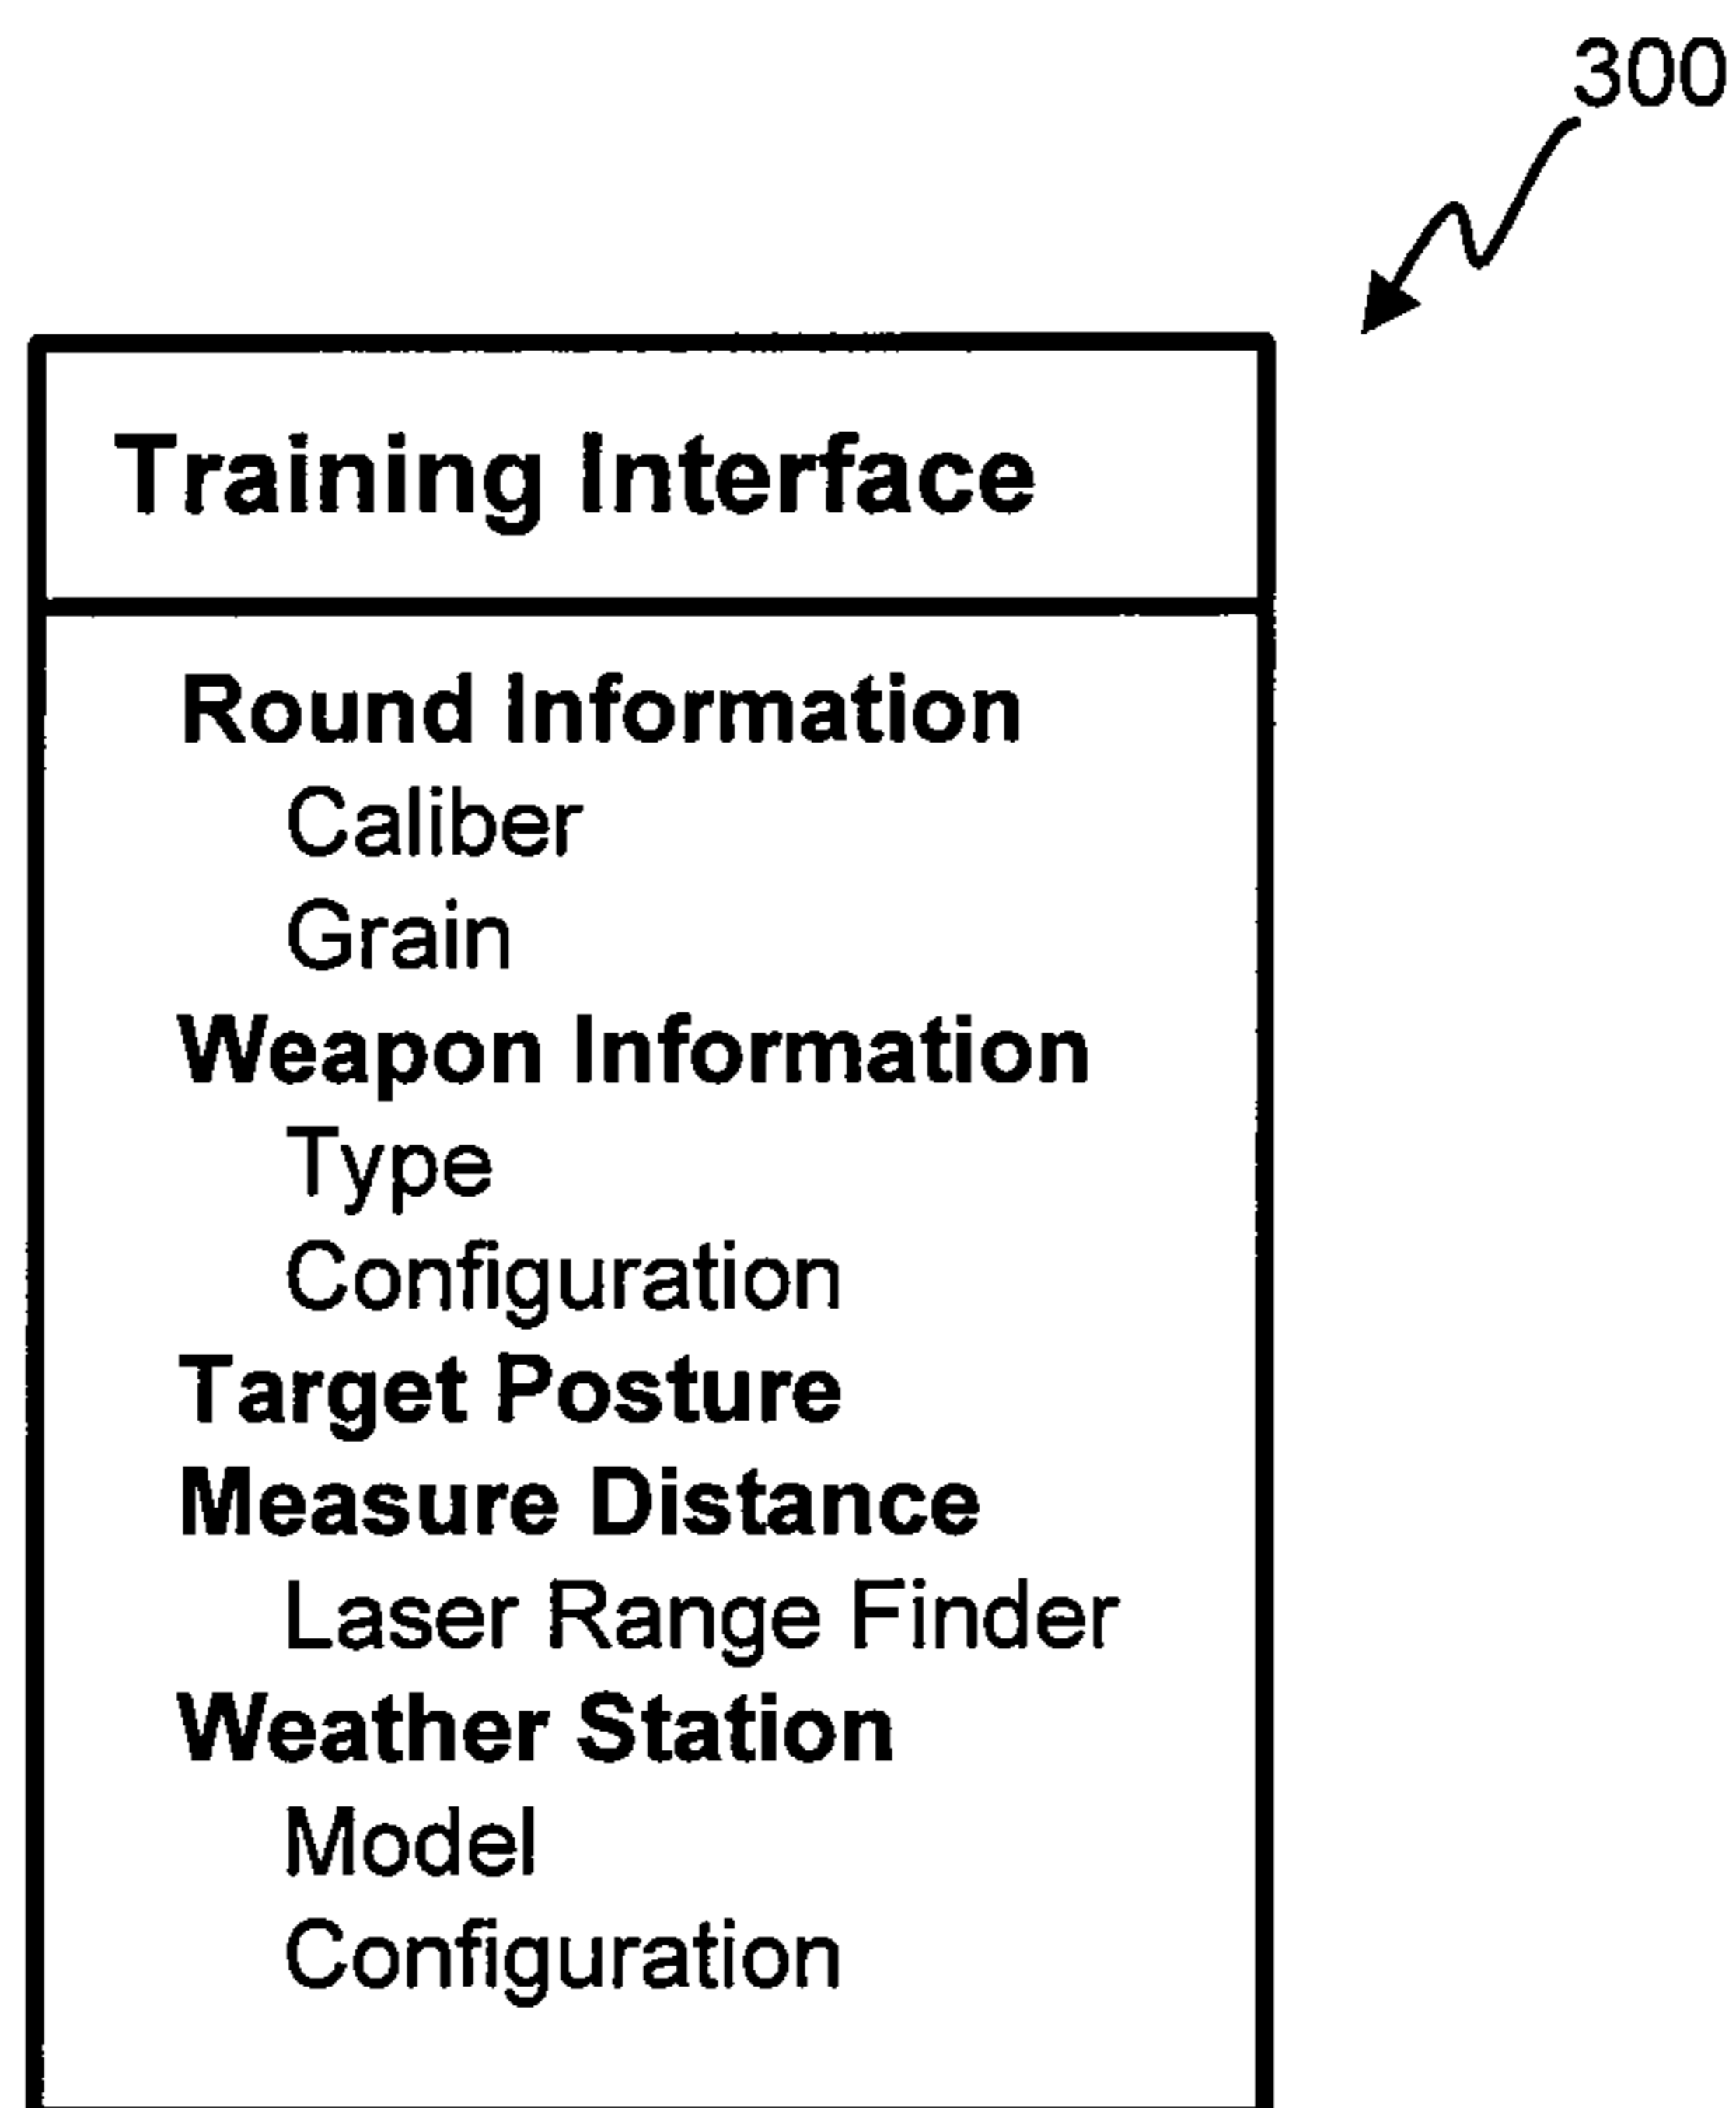 300
Training Interface
Round Information
Caliber
Grain
Weapon Information
Type
Configuration
Target Posture
Measure Distance
Laser Range Finder
Weather Station
Model
Configuration